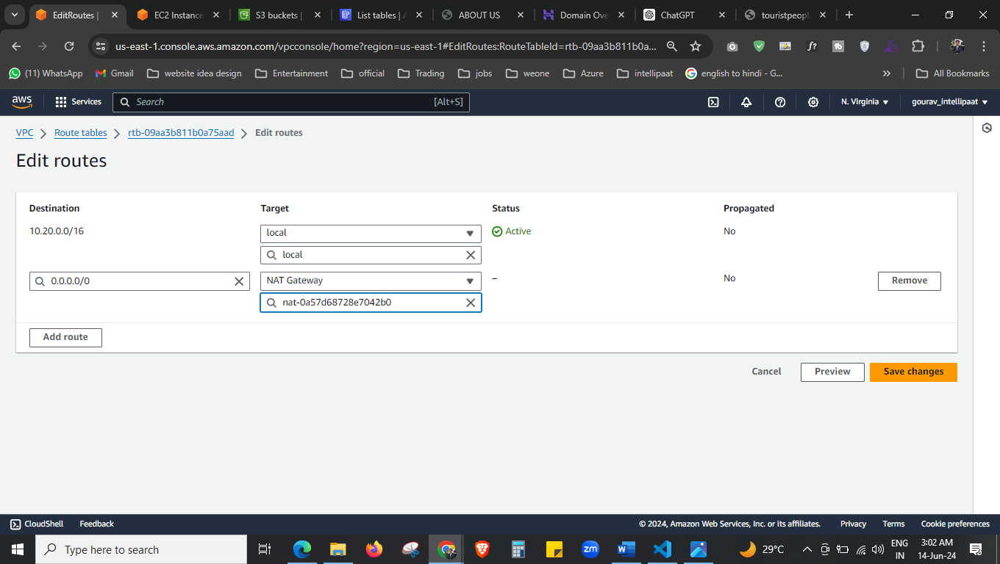 EditRoutes |
EC2 Instance
S3 buckets |
List tables | A
ABOUT US
Domain Ove
ChatGPT
touristpeopl
us-east-1.console.aws.amazon.com/vpcconsole/home?region=us-east-1#EditRoutes:RouteTableId=rtb-09aa3b811b0a...
f?
(11) WhatsApp
Gmail
website idea design
Entertainment
official
Trading
jobs
weone
Azure
intellipaat
english to hindi - G...
All Bookmarks
aws
Services
Search
[Alt+S]
N. Virginia
gourav_intellipaat
VPC
Route tables
rtb-09aa3b811b0a75aad
Edit routes
Edit routes
Destination
Target
Status
Propagated
10.20.0.0/16
local
Active
No
local
0.0.0.0/0
NAT Gateway
–
No
Remove
nat-0a57d68728e7042b0
Add route
Cancel
Preview
Save changes
CloudShell
Feedback
© 2024, Amazon Web Services, Inc. or its affiliates.
Privacy
Terms
Cookie preferences
Type here to search
zm
29°C
ENG
IN
3:02 AM
14-Jun-24